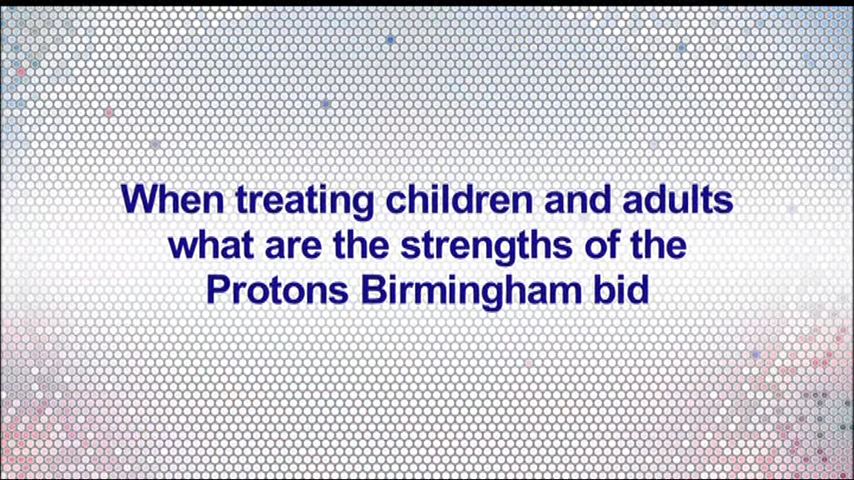 When treating children and adults
what are the strengths of the
Protons Birmingham bid